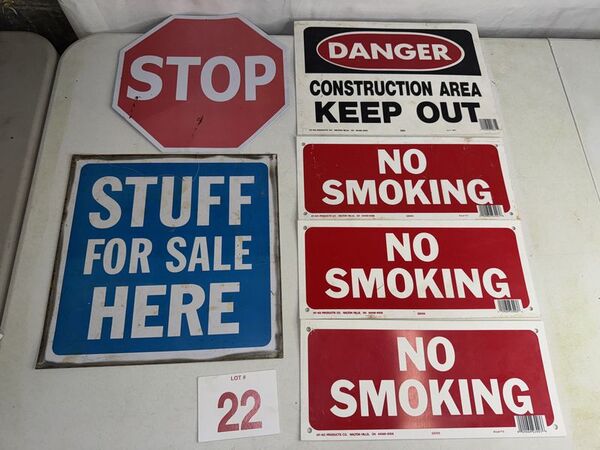 STOP
DANGER
CONSTRUCTION AREA
KEEP OUT
STUFF
FOR SALE
HERE
NO
SMOKING
NO
SMOKING
NO
SMOKING
LOT #
22